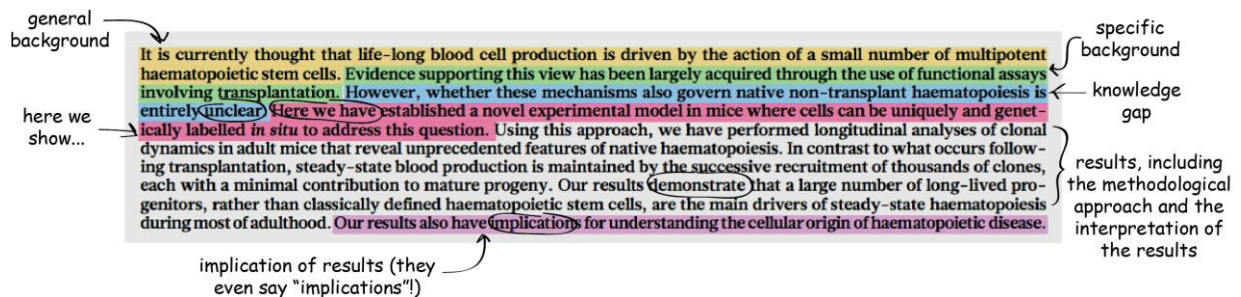 general
background
specific
background
It is currently thought that life-long blood cell production is driven by the action of a small number of multipotent
haematopoietic stem cells. Evidence supporting this view has been largely acquired through the use of functional assays
involving transplantation. However, whether these mechanisms also govern native non-transplant haematopoiesis is
entirely unclear. Here we have established a novel experimental model in mice where cells can be uniquely and genet-
ically labelled in situ to address this question. Using this approach, we have performed longitudinal analyses of clonal
dynamics in adult mice that reveal unprecedented features of native haematopoiesis. In contrast to what occurs follow-
ing transplantation, steady-state blood production is maintained by the successive recruitment of thousands of clones,
each with a minimal contribution to mature progeny. Our results demonstrate that a large number of long-lived pro-
genitors, rather than classically defined haematopoietic stem cells, are the main drivers of steady-state haematopoiesis
during most of adulthood. Our results also have implications for understanding the cellular origin of haematopoietic disease.
knowledge
gap
here we
show...
results, including
the methodological
approach and the
interpretation of
the results
implication of results (they
even say "implications"!)